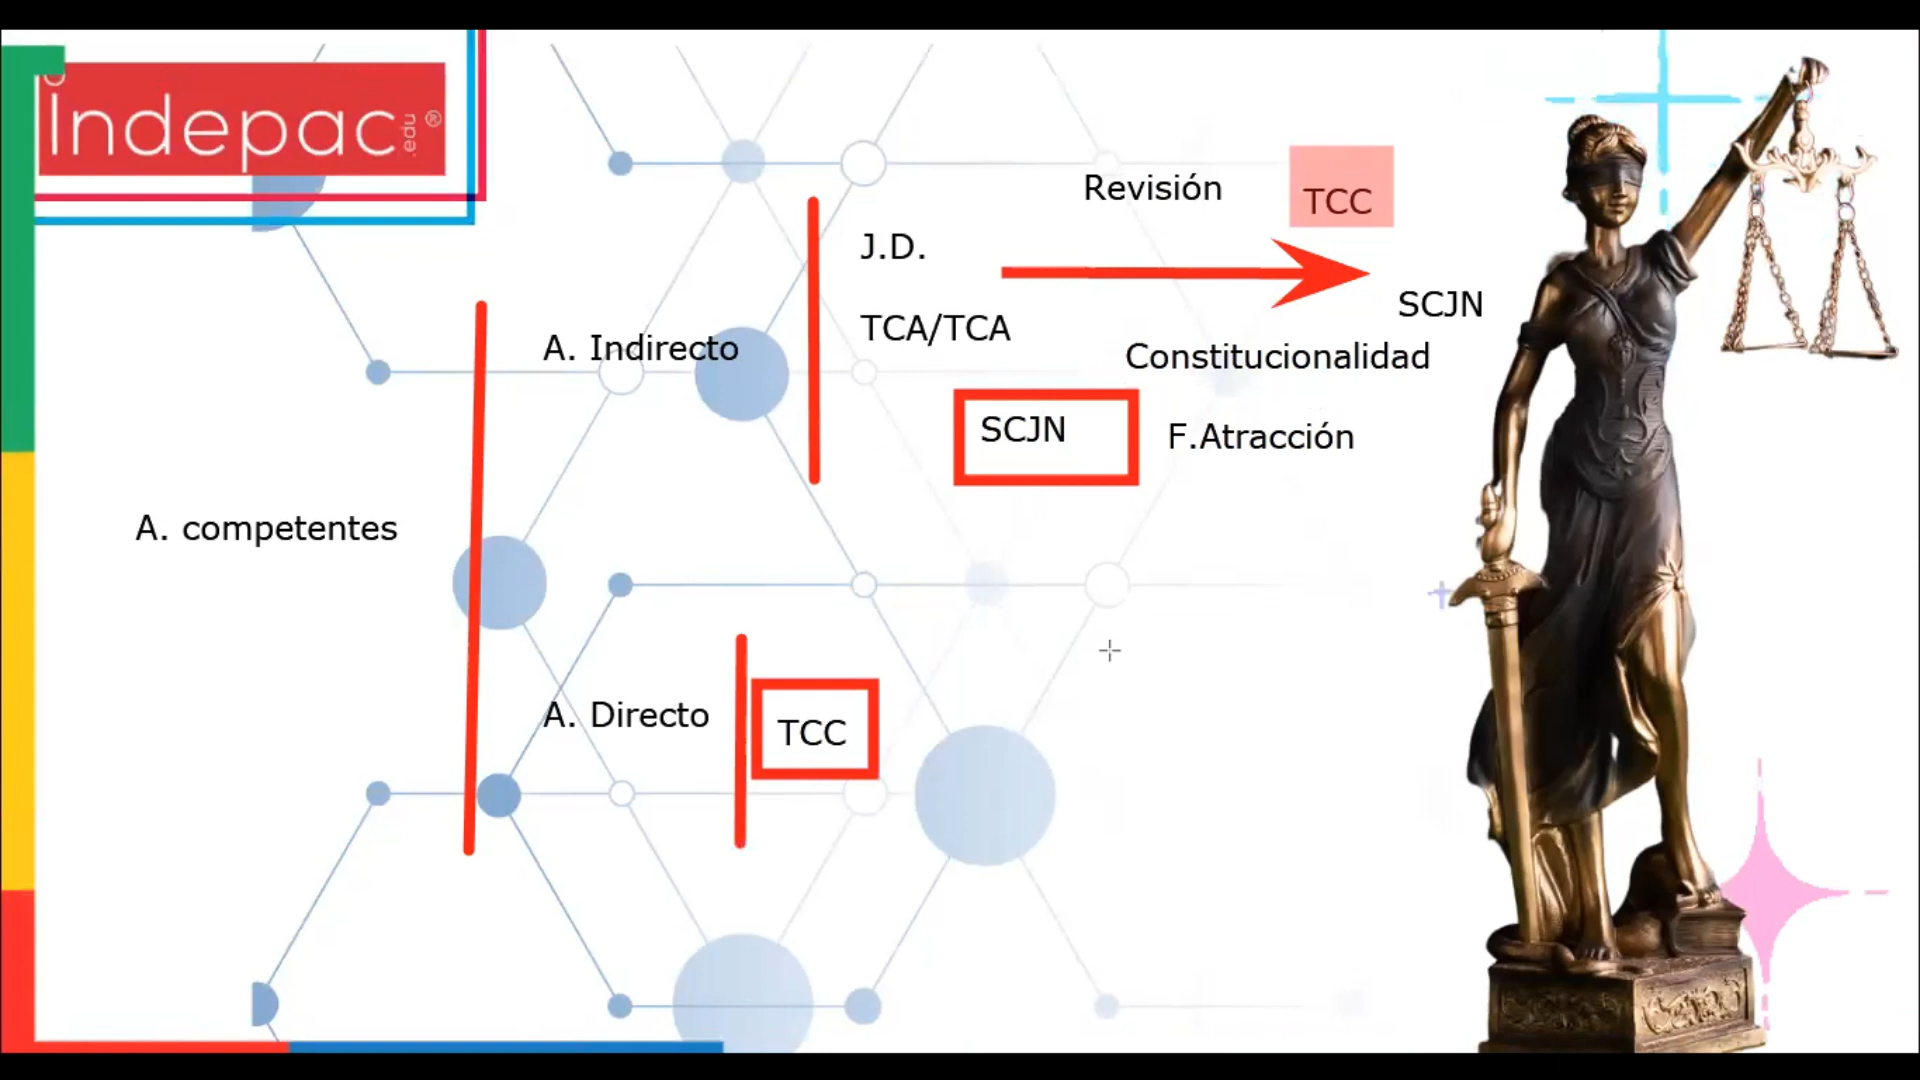 Indepac
.edu ®
Revisión
TCC
J.D.
SCJN
TCA/TCA
A. Indirecto
Constitucionalidad
SCJN
F.Atracción
A. competentes
A. Directo
TCC